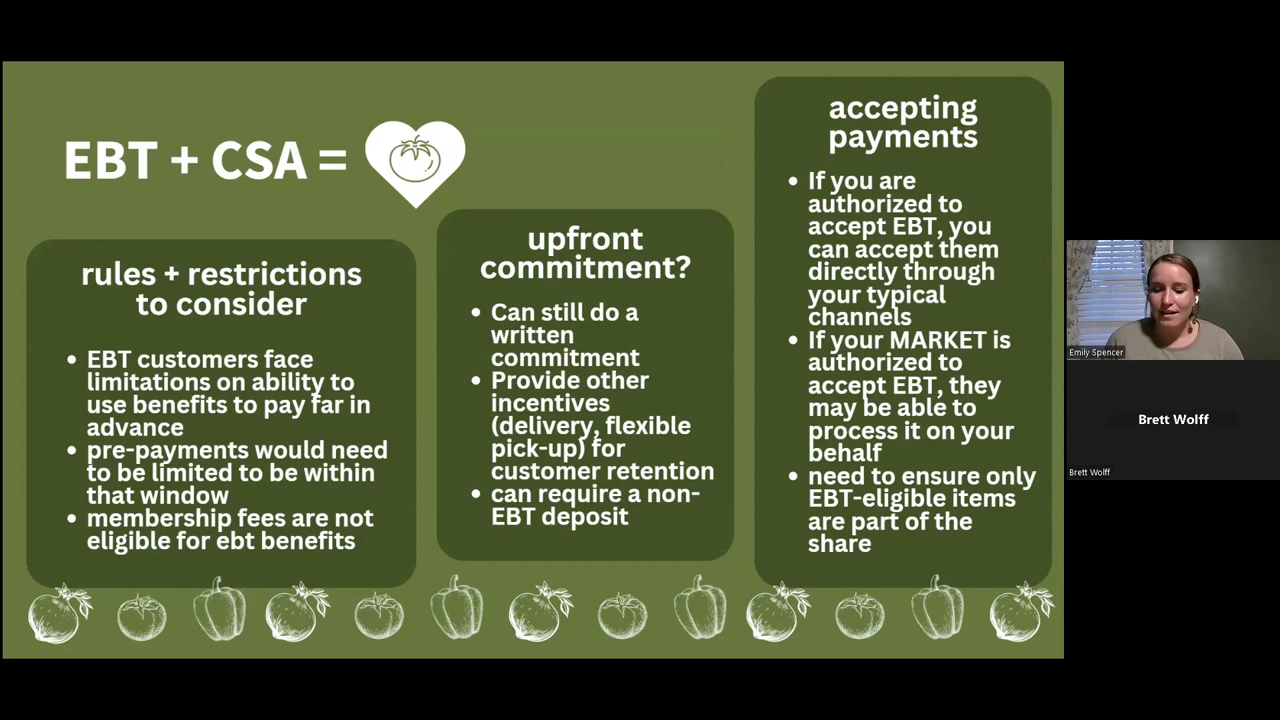 EBT + CSA =
rules + restrictions
to consider
• EBT customers face
limitations on ability to
use benefits to pay far in
advance
• pre-payments would need
to be limited to be within
that window
• membership fees are not
eligible for ebt benefits
upfront
commitment?
• Can still do a
written
commitment
• Provide other
incentives
(delivery, flexible
pick-up) for
customer retention
• can require a non-
EBT deposit
accepting
payments
• If you are
authorized to
accept EBT, you
can accept them
directly through
your typical
channels
• If your MARKET is
authorized to
accept EBT, they
may be able to
process it on your
behalf
• need to ensure only
EBT-eligible items
are part of the
share
Emily Spencer
Brett Wolff
Brett Wolff